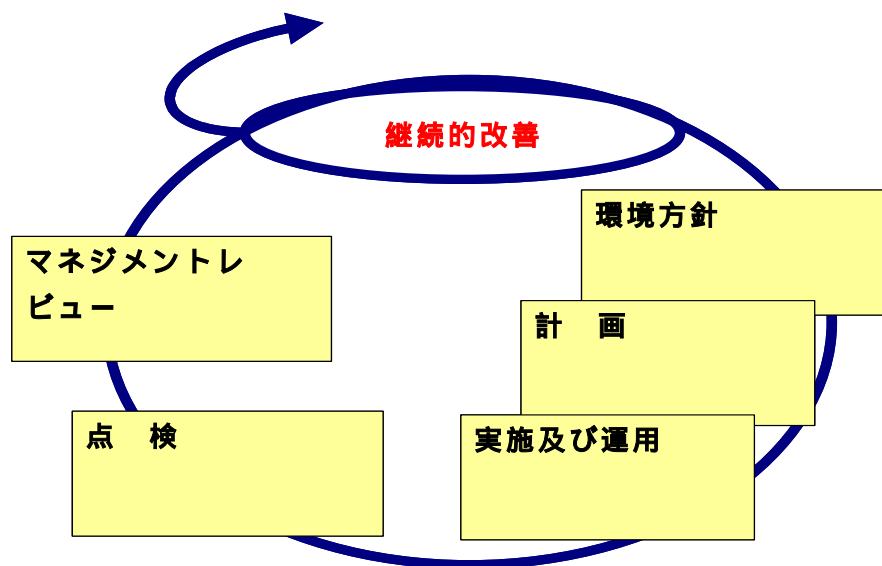 継続的改善
環境方針
マネジメントレ
ビュー
計　画
点　検
実施及び運用